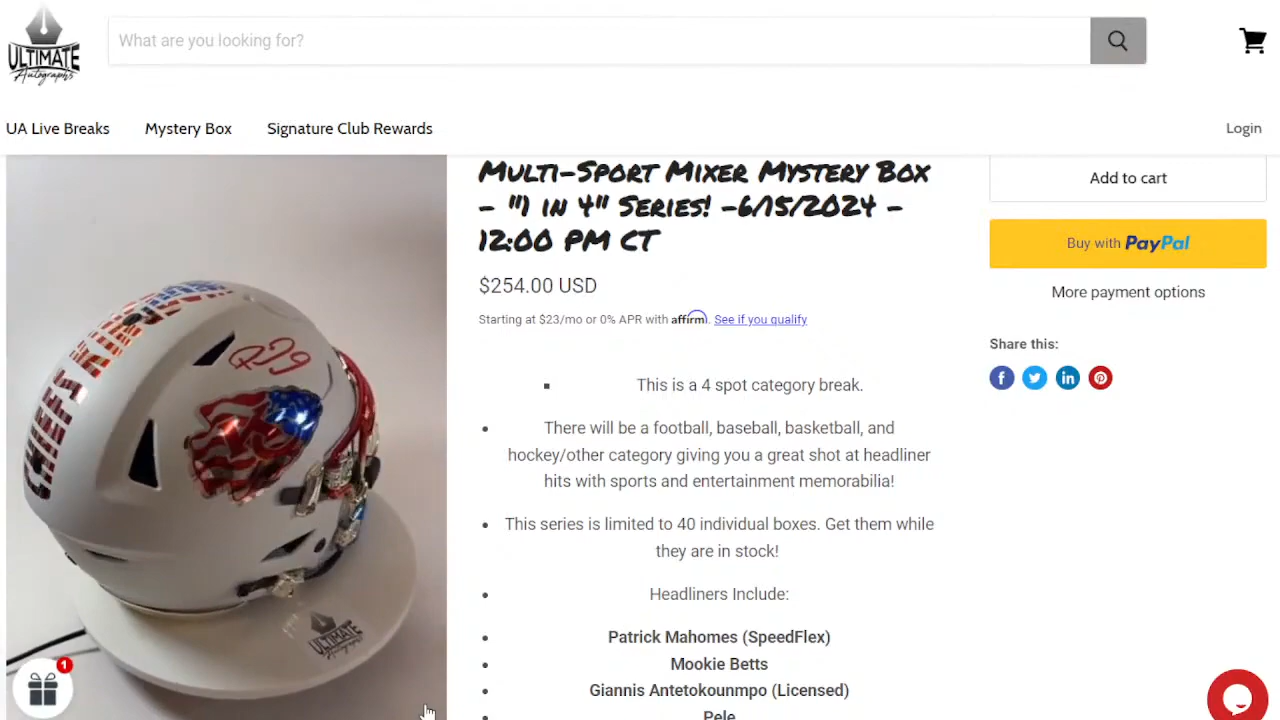 ULTIMATE
Autographs
What are you looking for?
UA Live Breaks
Mystery Box
Signature Club Rewards
Login
CHIEFS KINGDOM
ULTIMATE
Autographs
1
Multi-Sport Mixer Mystery Box
- "1 in 4" Series! -6/15/2024 -
12:00 PM CT
$254.00 USD
Starting at $23/mo or 0% APR with affirm. See if you qualify
This is a 4 spot category break.
There will be a football, baseball, basketball, and
hockey/other category giving you a great shot at headliner
hits with sports and entertainment memorabilia!
This series is limited to 40 individual boxes. Get them while
they are in stock!
Headliners Include:
Patrick Mahomes (SpeedFlex)
Mookie Betts
Giannis Antetokounmpo (Licensed)
Pele
Add to cart
Buy with PayPal
More payment options
Share this: